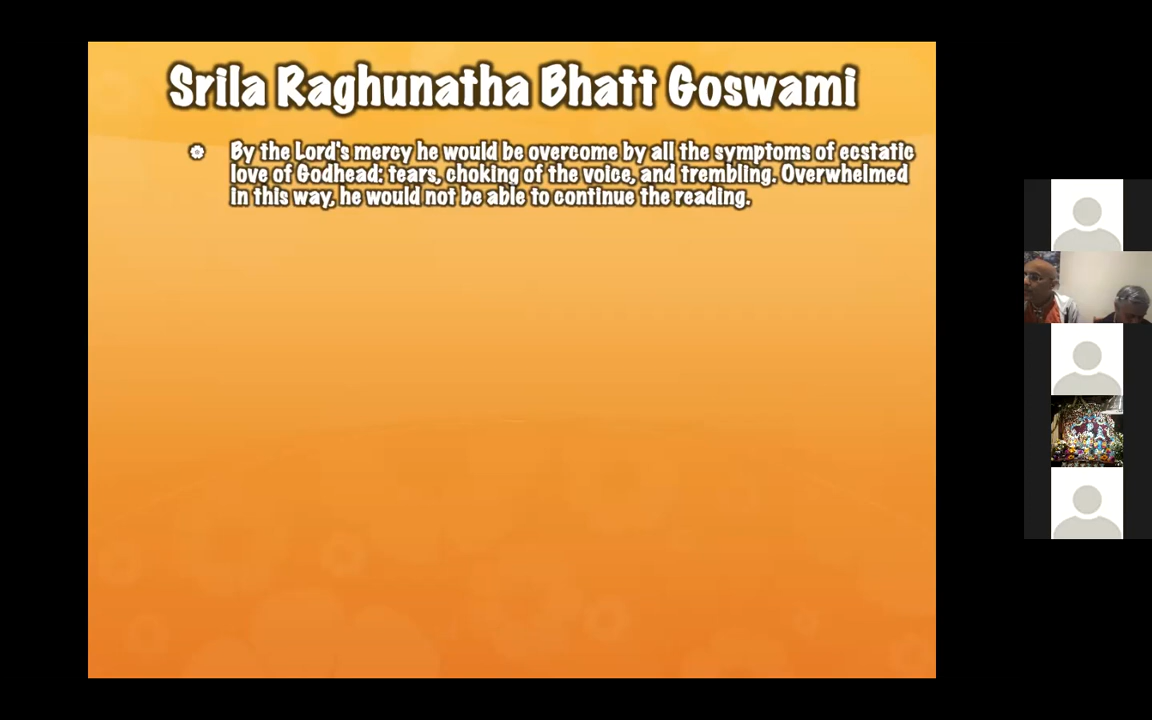 Srila Raghunatha Bhatt Goswami
By the Lord's mercy he would be overcome by all the symptoms of ecstatic
love of Godhead: tears, choking of the voice, and trembling. Overwhelmed
in this way, he would not be able to continue the reading.